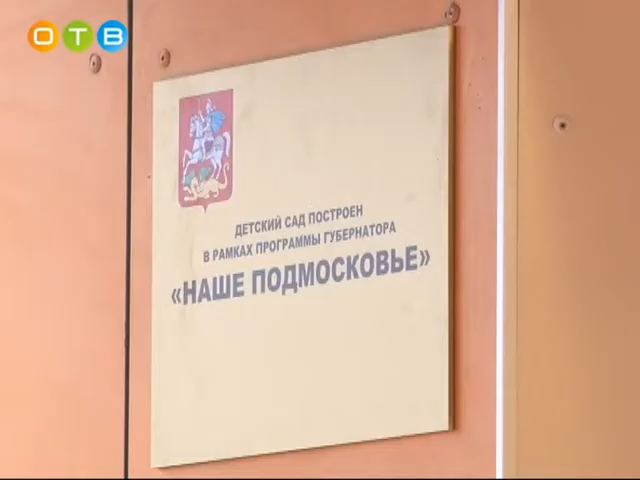 ОТВ
ДЕТСКИЙ САД ПОСТРОЕН
В РАМКАХ ПРОГРАММЫ ГУБЕРНАТОРА
«НАШЕ ПОДМОСКОВЬЕ»